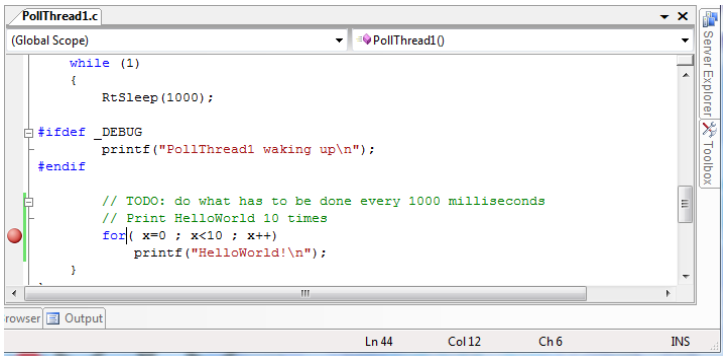 PollThread1.c
(Global Scope) PollThread1()
while (1)
{
RtSleep(1000);
#ifdef _DEBUG
printf("PollThread1 waking up\n");
#endif
// TODO: do what has to be done every 1000 milliseconds
// Print HelloWorld 10 times
for( x=0 ; x<10 ; x++)
printf("HelloWorld!\n");
}
Server Explorer
Toolbox
rowser Output
Ln 44 Col 12 Ch 6 INS